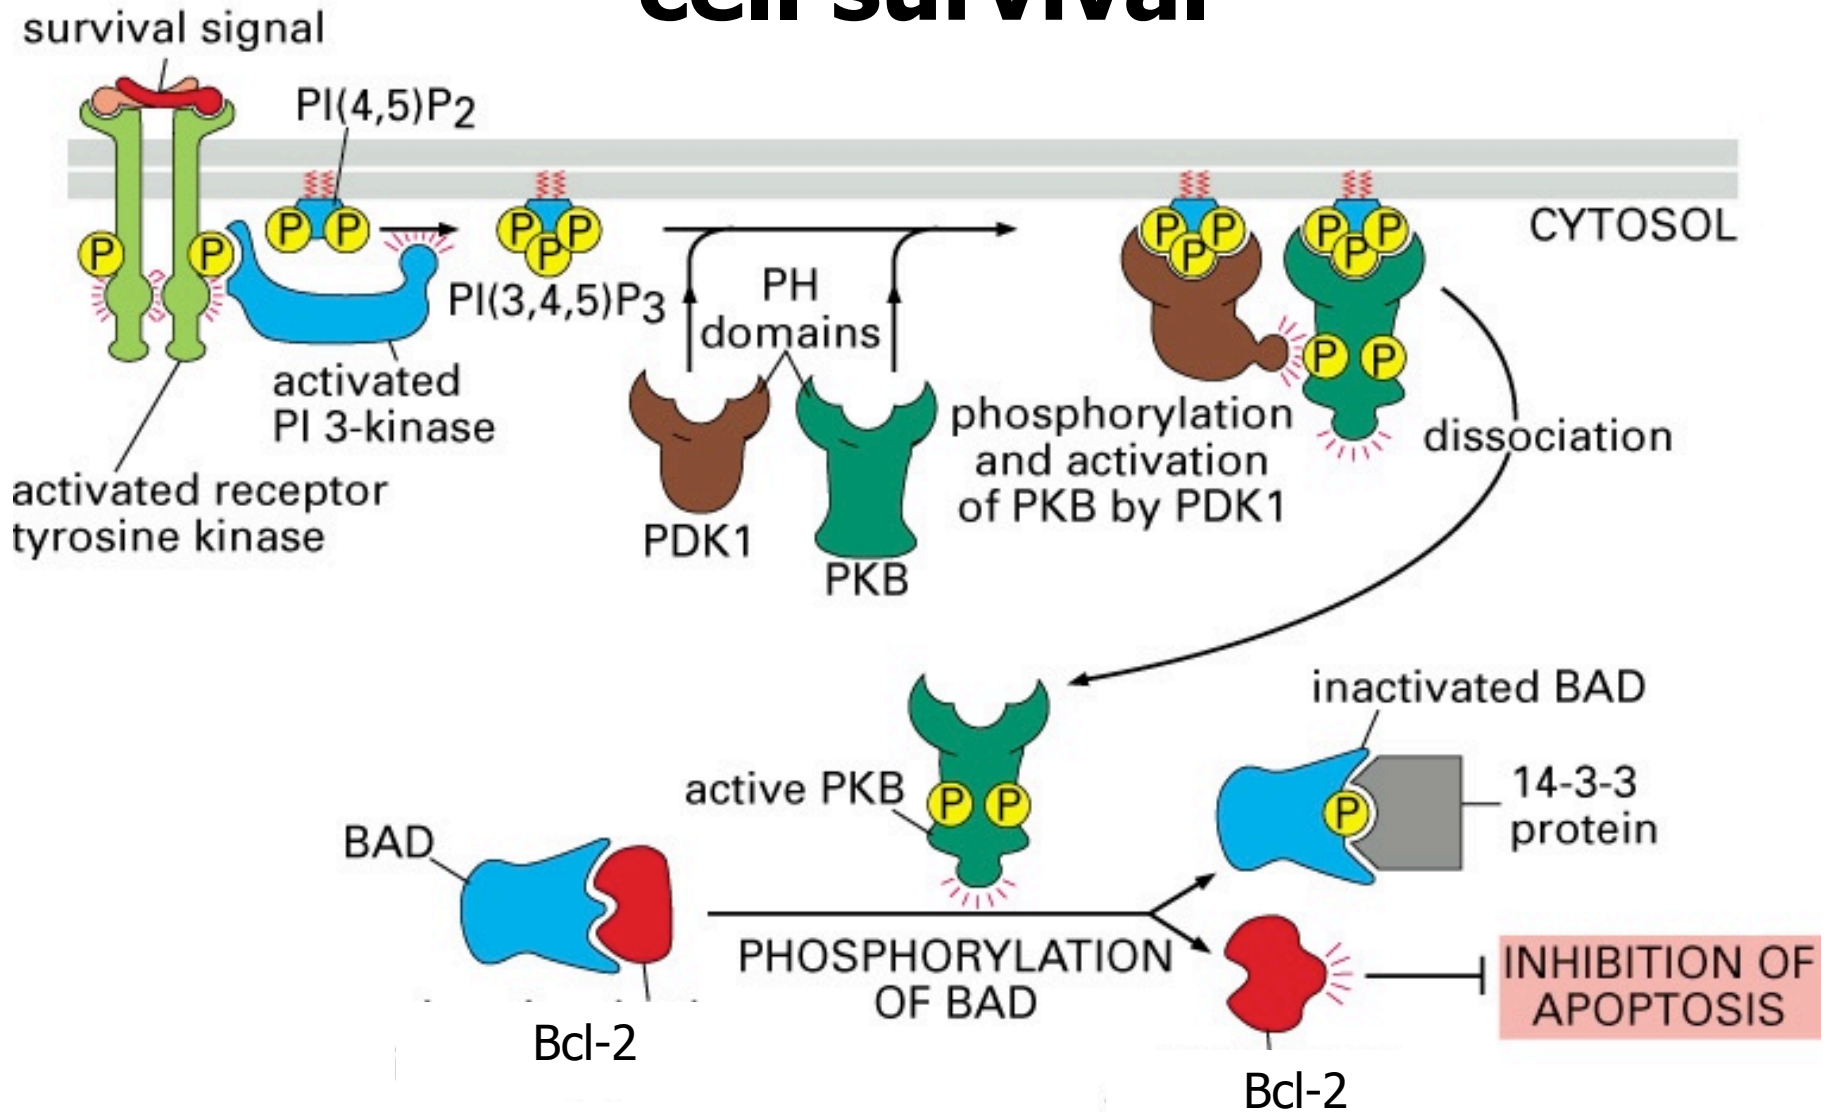 cell survival
survival signal
PI(4,5)P2
P P P P P P P
P P P P P P
CYTOSOL
PI(3,4,5)P3
PH
domains
P P
activated
PI 3-kinase
phosphorylation
and activation
of PKB by PDK1
dissociation
activated receptor
tyrosine kinase
PDK1
PKB
inactivated BAD
active PKB
P P
P
14-3-3
protein
BAD
PHOSPHORYLATION
OF BAD
INHIBITION OF
APOPTOSIS
Bcl-2
Bcl-2